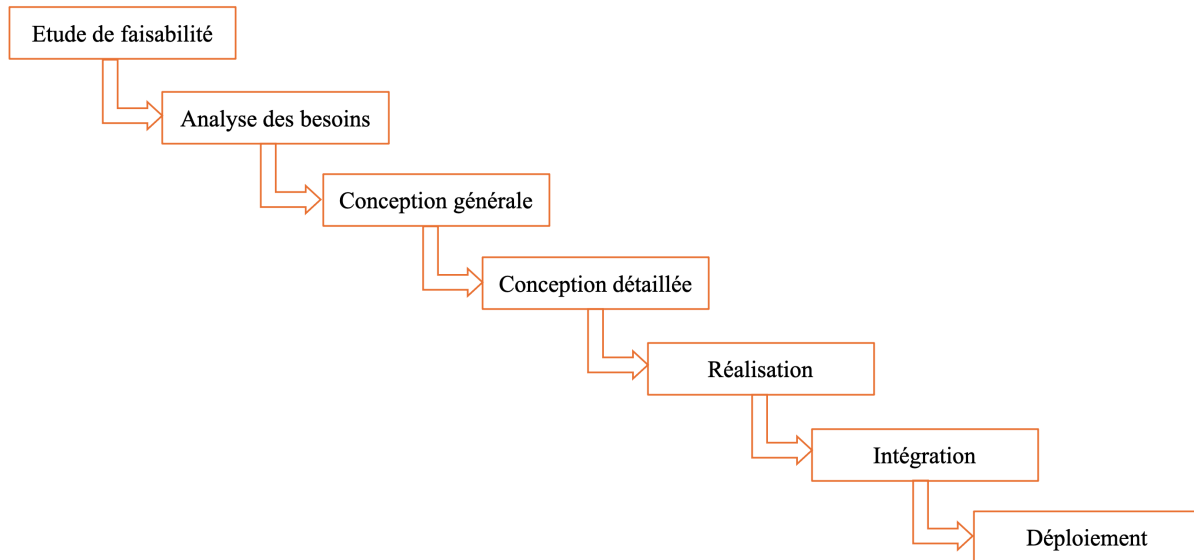 Etude de faisabilité
Analyse des besoins
Conception générale
Conception détaillée
Réalisation
Intégration
Déploiement